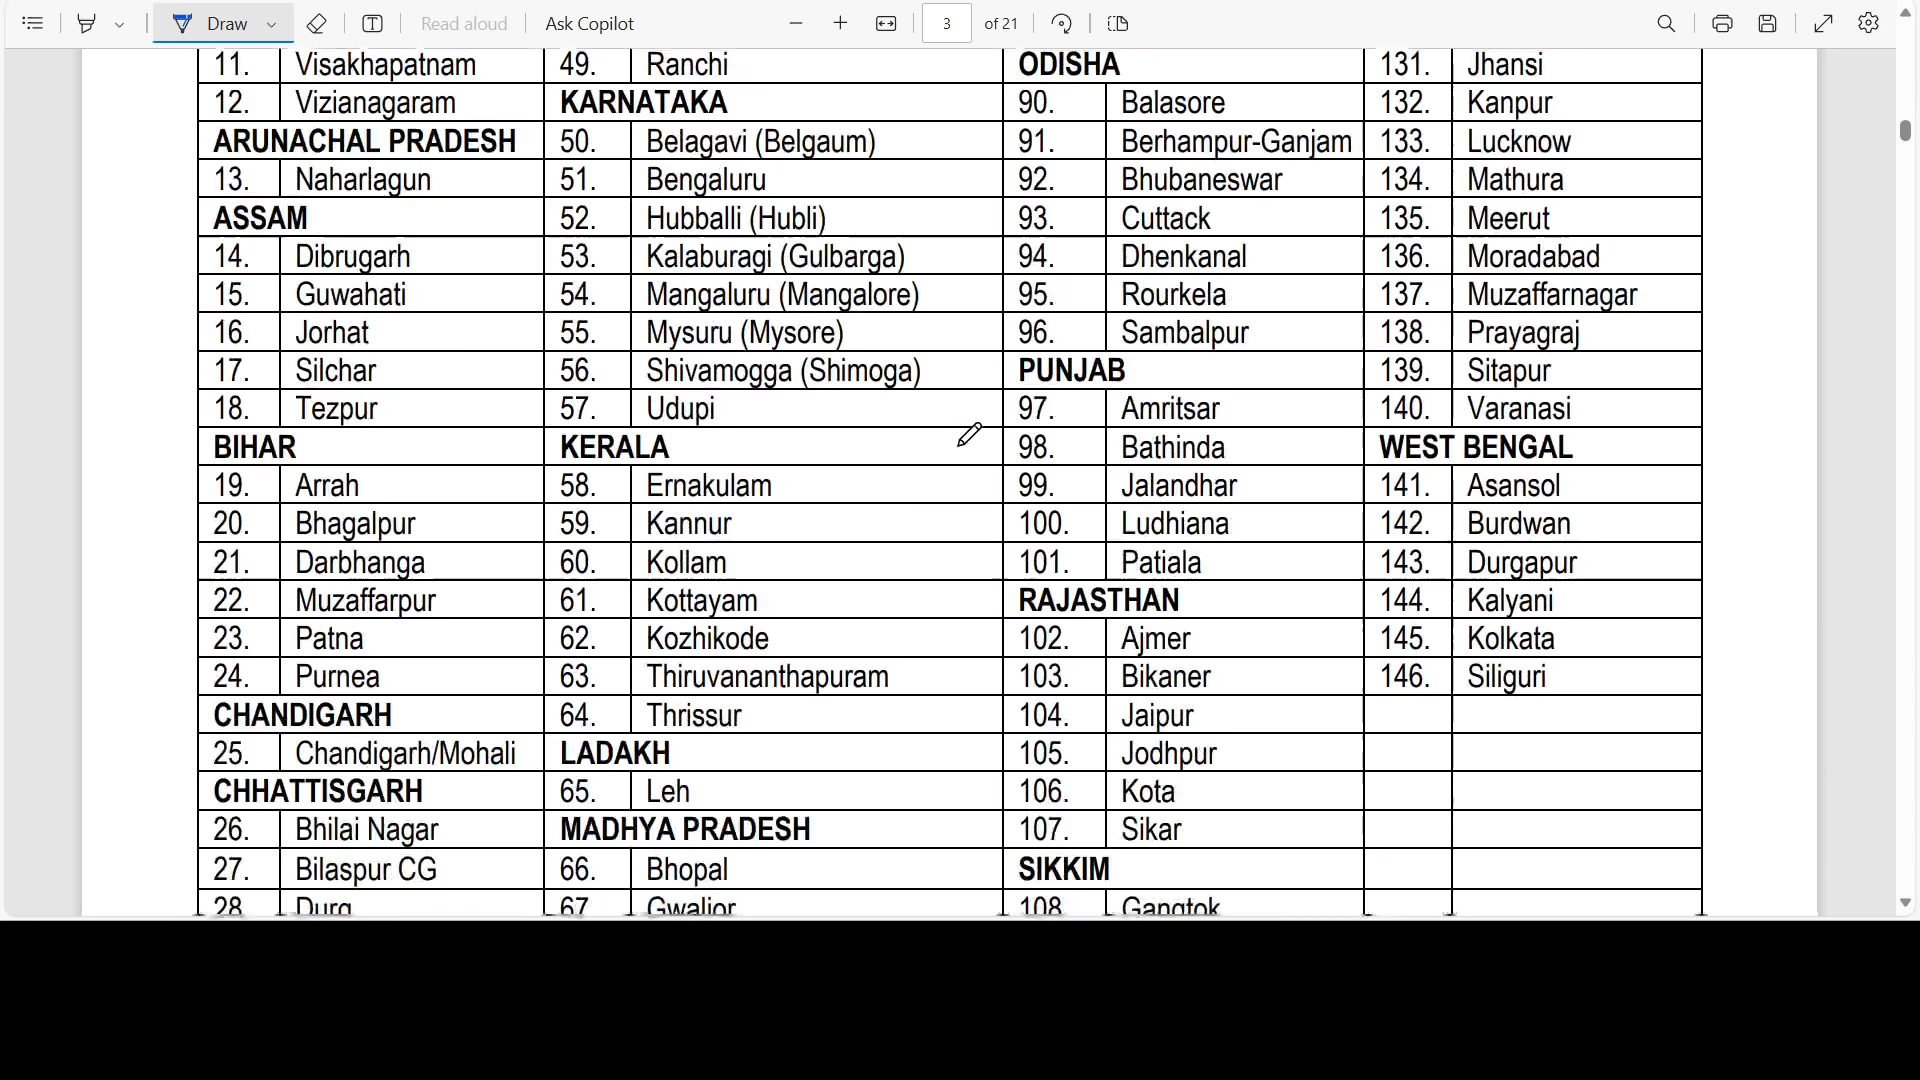 Draw Read aloud Ask Copilot 3 of 21
11. Visakhapatnam 49. Ranchi ODISHA 131. Jhansi
12. Vizianagaram KARNATAKA 90. Balasore 132. Kanpur
ARUNACHAL PRADESH 50. Belagavi (Belgaum) 91. Berhampur-Ganjam 133. Lucknow
13. Naharlagun 51. Bengaluru 92. Bhubaneswar 134. Mathura
ASSAM 52. Hubballi (Hubli) 93. Cuttack 135. Meerut
14. Dibrugarh 53. Kalaburagi (Gulbarga) 94. Dhenkanal 136. Moradabad
15. Guwahati 54. Mangaluru (Mangalore) 95. Rourkela 137. Muzaffarnagar
16. Jorhat 55. Mysuru (Mysore) 96. Sambalpur 138. Prayagraj
17. Silchar 56. Shivamogga (Shimoga) PUNJAB 139. Sitapur
18. Tezpur 57. Udupi 97. Amritsar 140. Varanasi
BIHAR KERALA 98. Bathinda WEST BENGAL
19. Arrah 58. Ernakulam 99. Jalandhar 141. Asansol
20. Bhagalpur 59. Kannur 100. Ludhiana 142. Burdwan
21. Darbhanga 60. Kollam 101. Patiala 143. Durgapur
22. Muzaffarpur 61. Kottayam RAJASTHAN 144. Kalyani
23. Patna 62. Kozhikode 102. Ajmer 145. Kolkata
24. Purnea 63. Thiruvananthapuram 103. Bikaner 146. Siliguri
CHANDIGARH 64. Thrissur 104. Jaipur
25. Chandigarh/Mohali LADAKH 105. Jodhpur
CHHATTISGARH 65. Leh 106. Kota
26. Bhilai Nagar MADHYA PRADESH 107. Sikar
27. Bilaspur CG 66. Bhopal SIKKIM
28. Durg 67. Gwalior 108. Gangtok